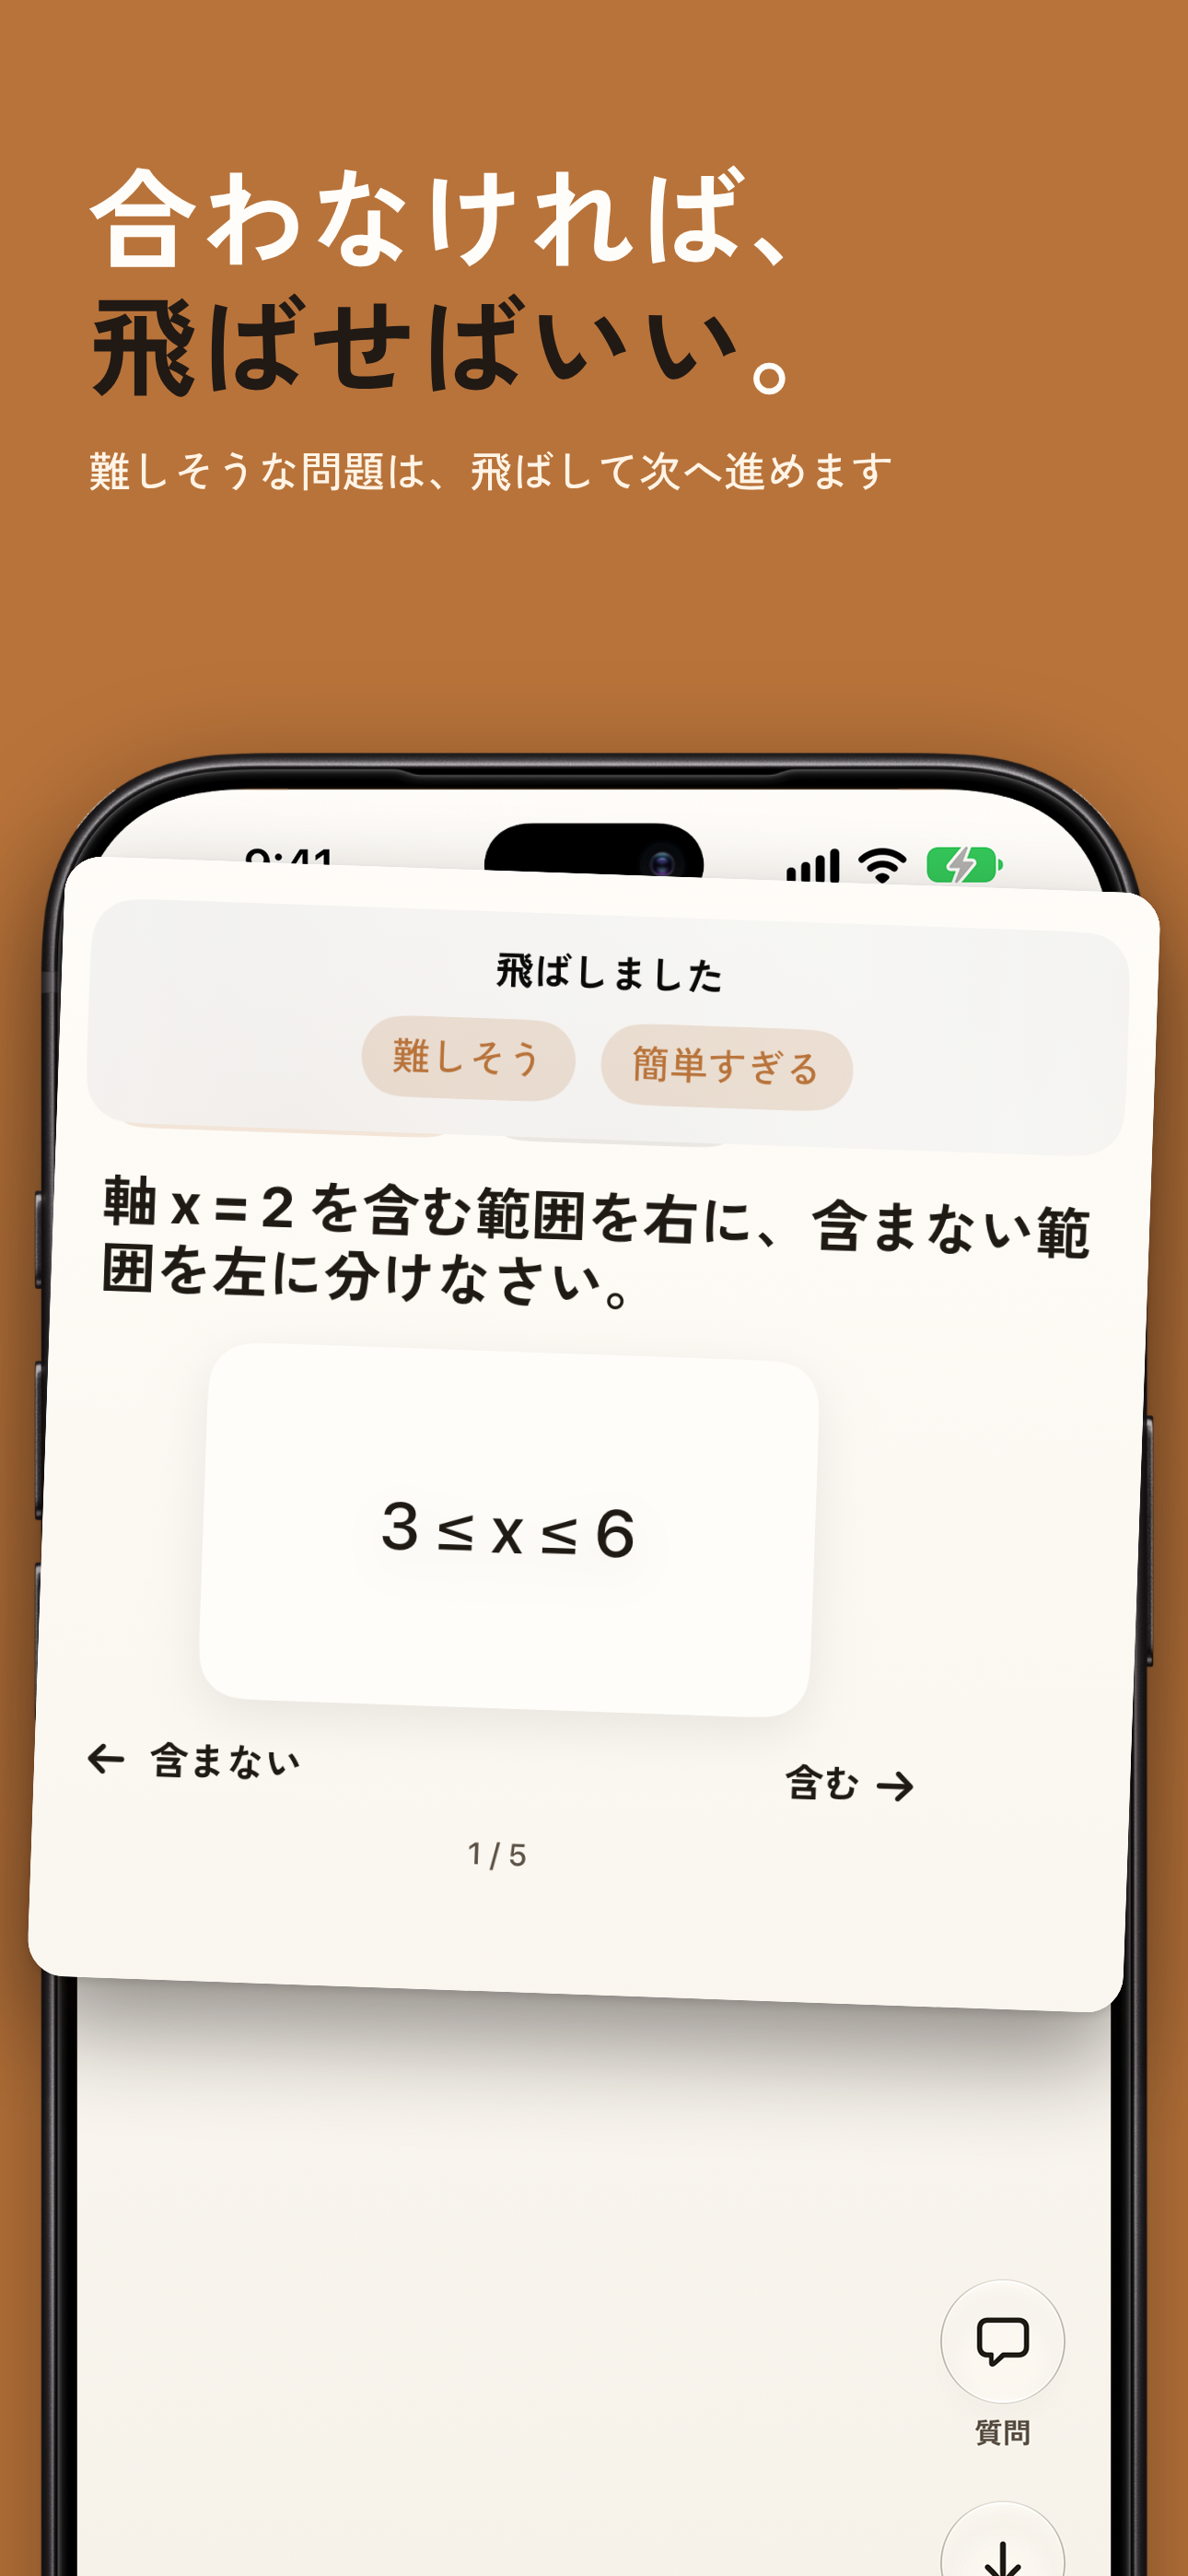 合わなければ、
飛ばせばいい。
難しそうな問題は、飛ばして次へ進めます
9:41
飛ばしました
難しそう
簡単すぎる
軸 x = 2 を含む範囲を右に、含まない範
囲を左に分けなさい。
3 ≤ x ≤ 6
← 含まない
含む →
1 / 5
質問